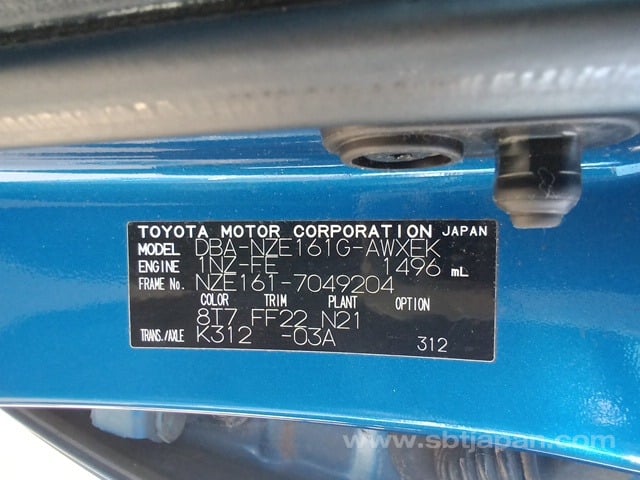 TOYOTA MOTOR CORPORATION JAPAN
MODEL DBA-NZE161G-AWXEK
ENGINE 1NZ-FE 1496 mL
FRAME No. NZE161-7049204
COLOR TRIM PLANT OPTION
8T7 FF22 N21
TRANS./AXLE K312 -03A 312
www.sbtjapan.com